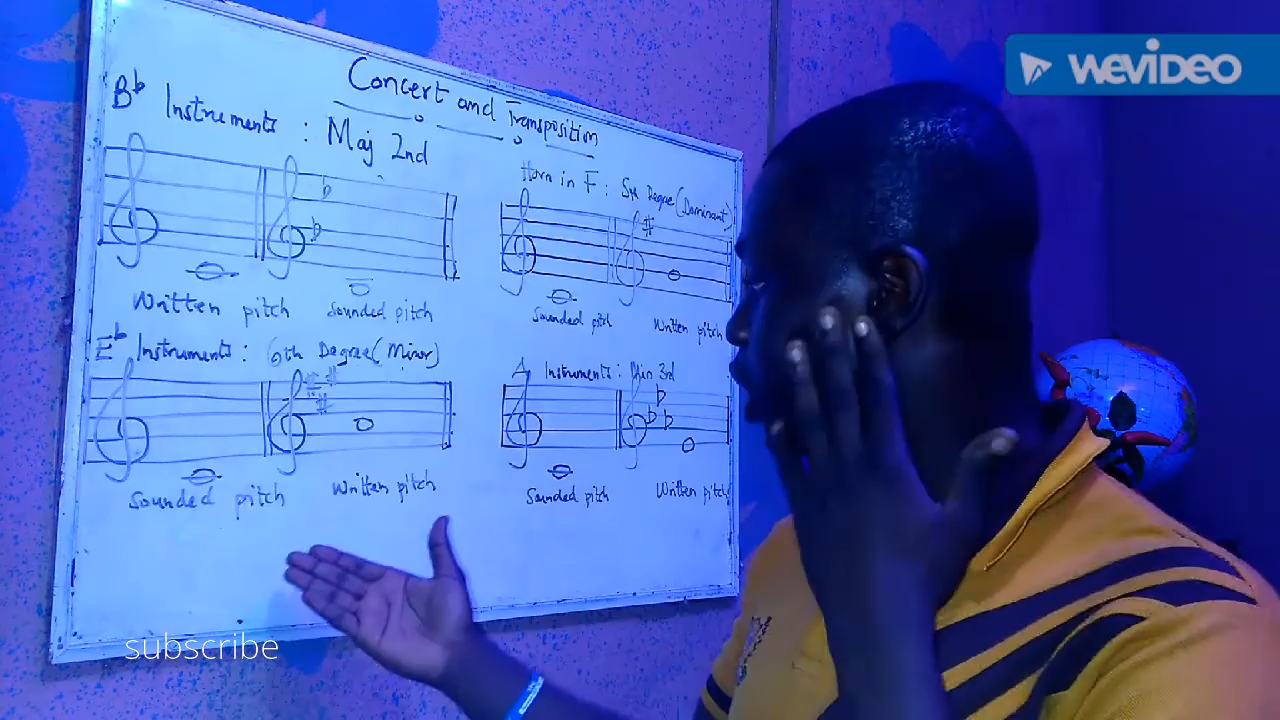 Concert and Transposition
B♭ Instruments : Maj 2nd
Written pitch
Sounded pitch
Horn in F : 5th Degree (Dominant)
Sounded pitch
Written pitch
E♭ Instruments : 6th Degree (Minor)
Sounded pitch
Written pitch
A Instruments : Min 3rd
Sounded pitch
Written pitch
subscribe
WEVIDEO